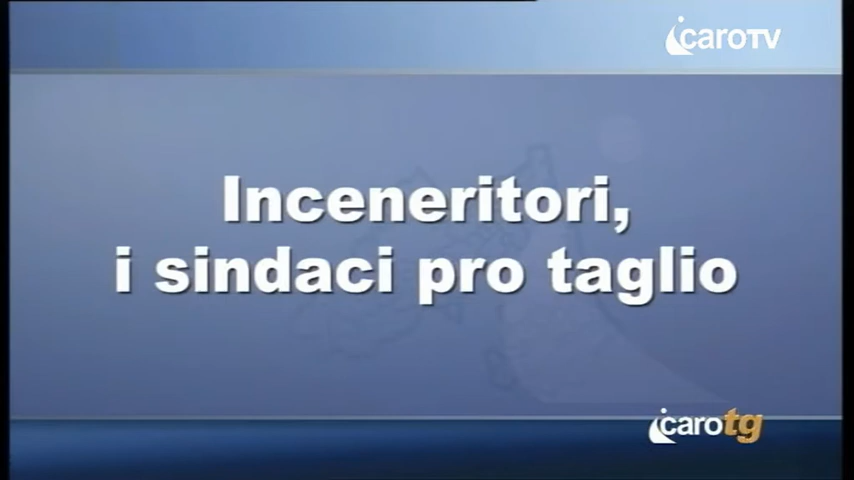 icaroTV
Inceneritori,
i sindaci pro taglio
icarotg